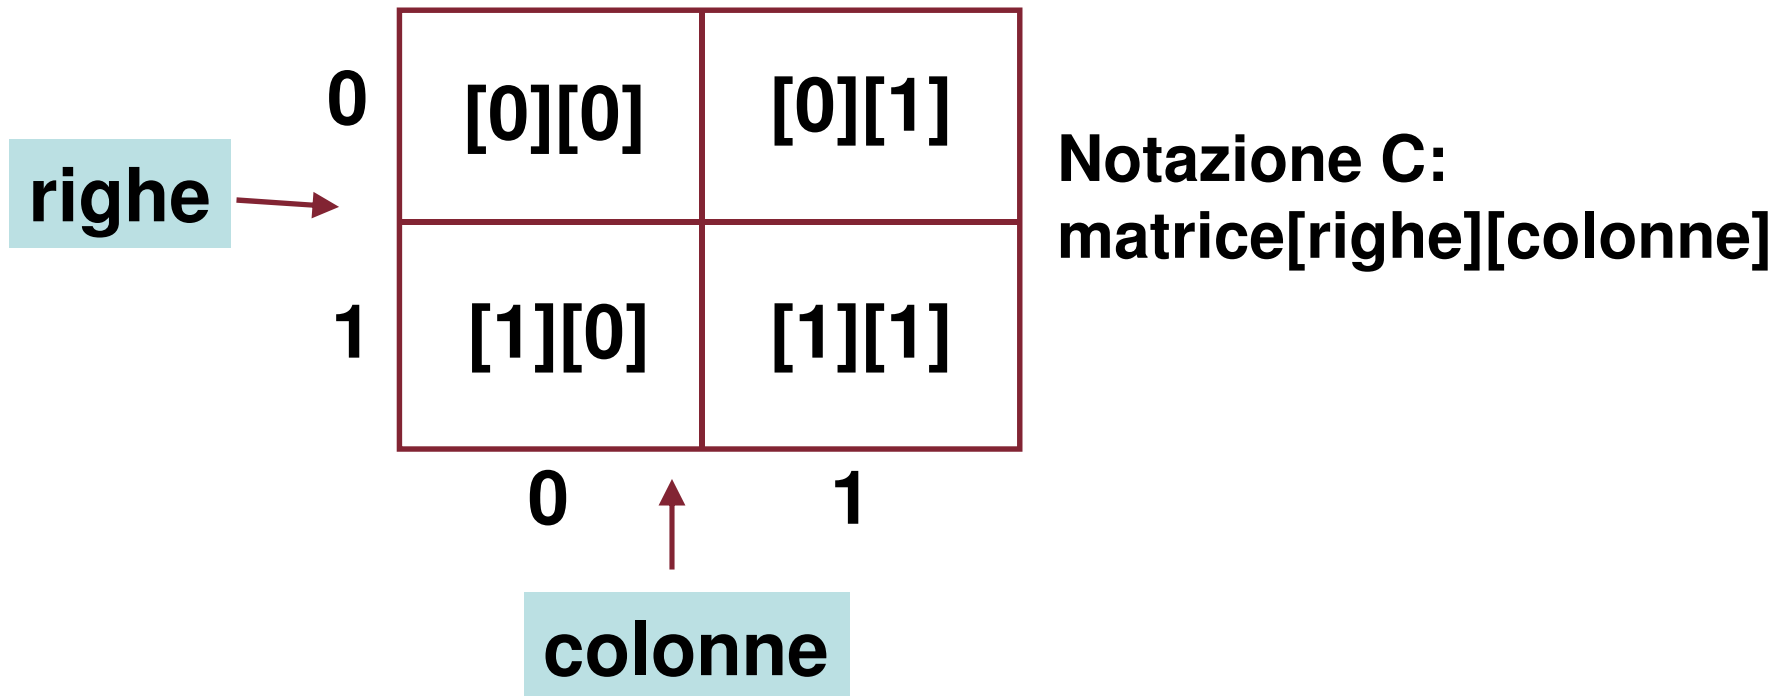 0 [0][0] [0][1]
righe
Notazione C:
matrice[righe][colonne]
1 [1][0] [1][1]
0 1
colonne